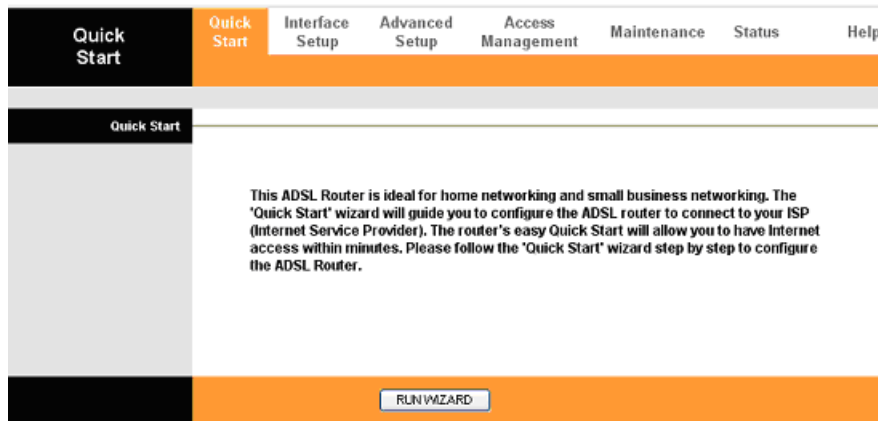 Quick
Start
Quick
Start
Interface
Setup
Advanced
Setup
Access
Management
Maintenance
Status
Help
Quick Start
This ADSL Router is ideal for home networking and small business networking. The
'Quick Start' wizard will guide you to configure the ADSL router to connect to your ISP
(Internet Service Provider). The router's easy Quick Start will allow you to have Internet
access within minutes. Please follow the 'Quick Start' wizard step by step to configure
the ADSL Router.
RUN WIZARD